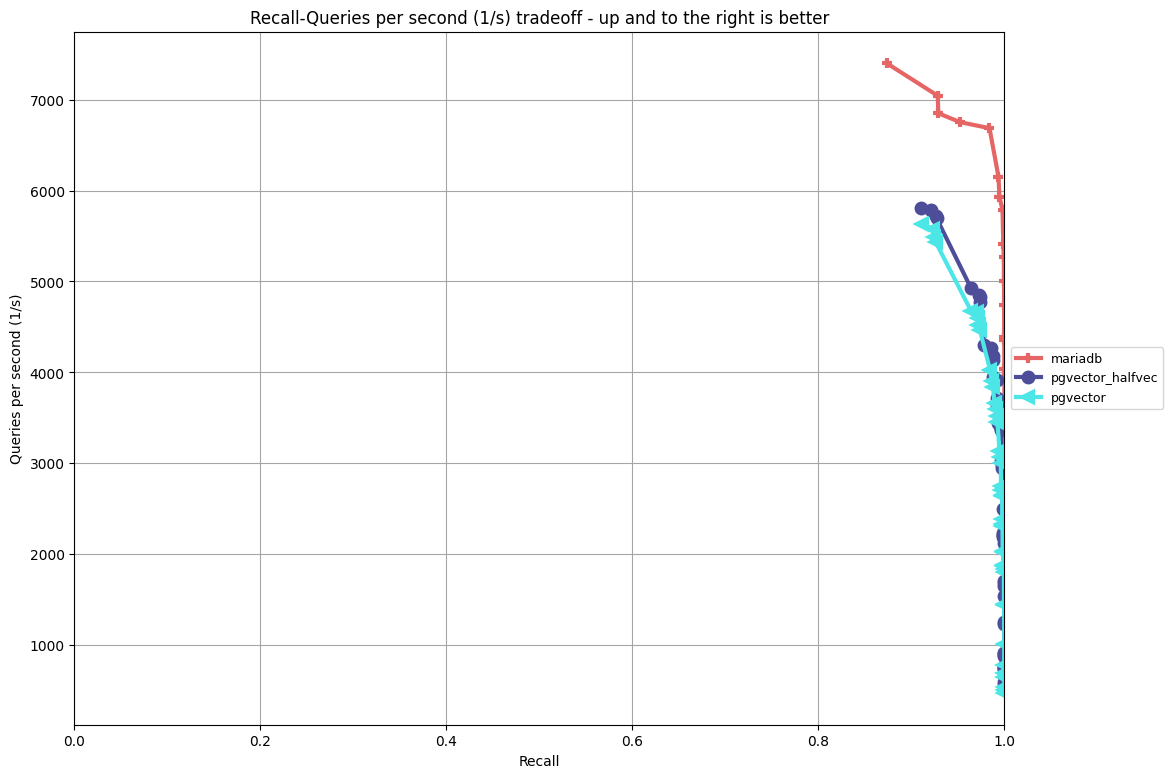 Recall-Queries per second (1/s) tradeoff - up and to the right is better
Queries per second (1/s)
7000
6000
5000
4000
3000
2000
1000
0.0
0.2
0.4
0.6
0.8
1.0
Recall
mariadb
pgvector_halfvec
pgvector